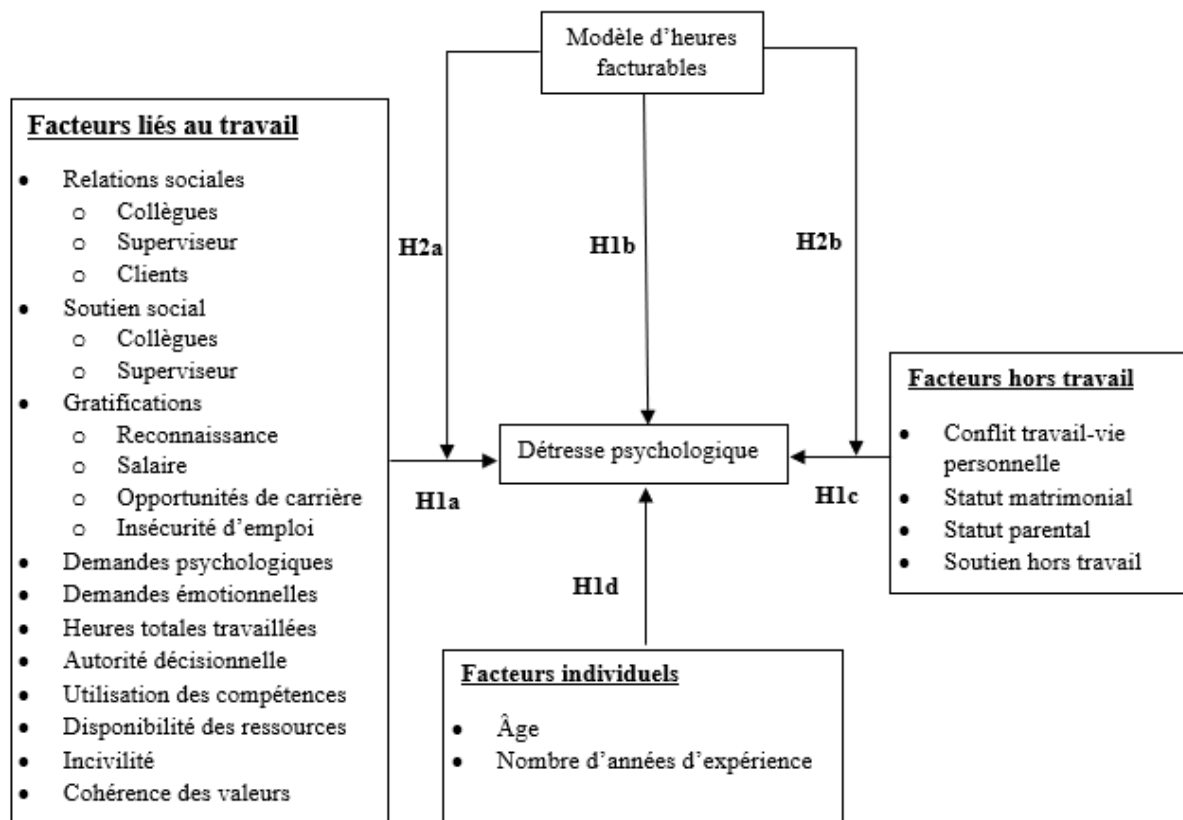 Modèle d’heures
facturables
Facteurs liés au travail
• Relations sociales
o Collègues
o Superviseur
o Clients
• Soutien social
o Collègues
o Superviseur
• Gratifications
o Reconnaissance
o Salaire
o Opportunités de carrière
o Insécurité d’emploi
• Demandes psychologiques
• Demandes émotionnelles
• Heures totales travaillées
• Autorité décisionnelle
• Utilisation des compétences
• Disponibilité des ressources
• Incivilité
• Cohérence des valeurs
H2a
H1b
H2b
Détresse psychologique
H1a
H1c
H1d
Facteurs hors travail
• Conflit travail-vie
personnelle
• Statut matrimonial
• Statut parental
• Soutien hors travail
Facteurs individuels
• Âge
• Nombre d’années d’expérience